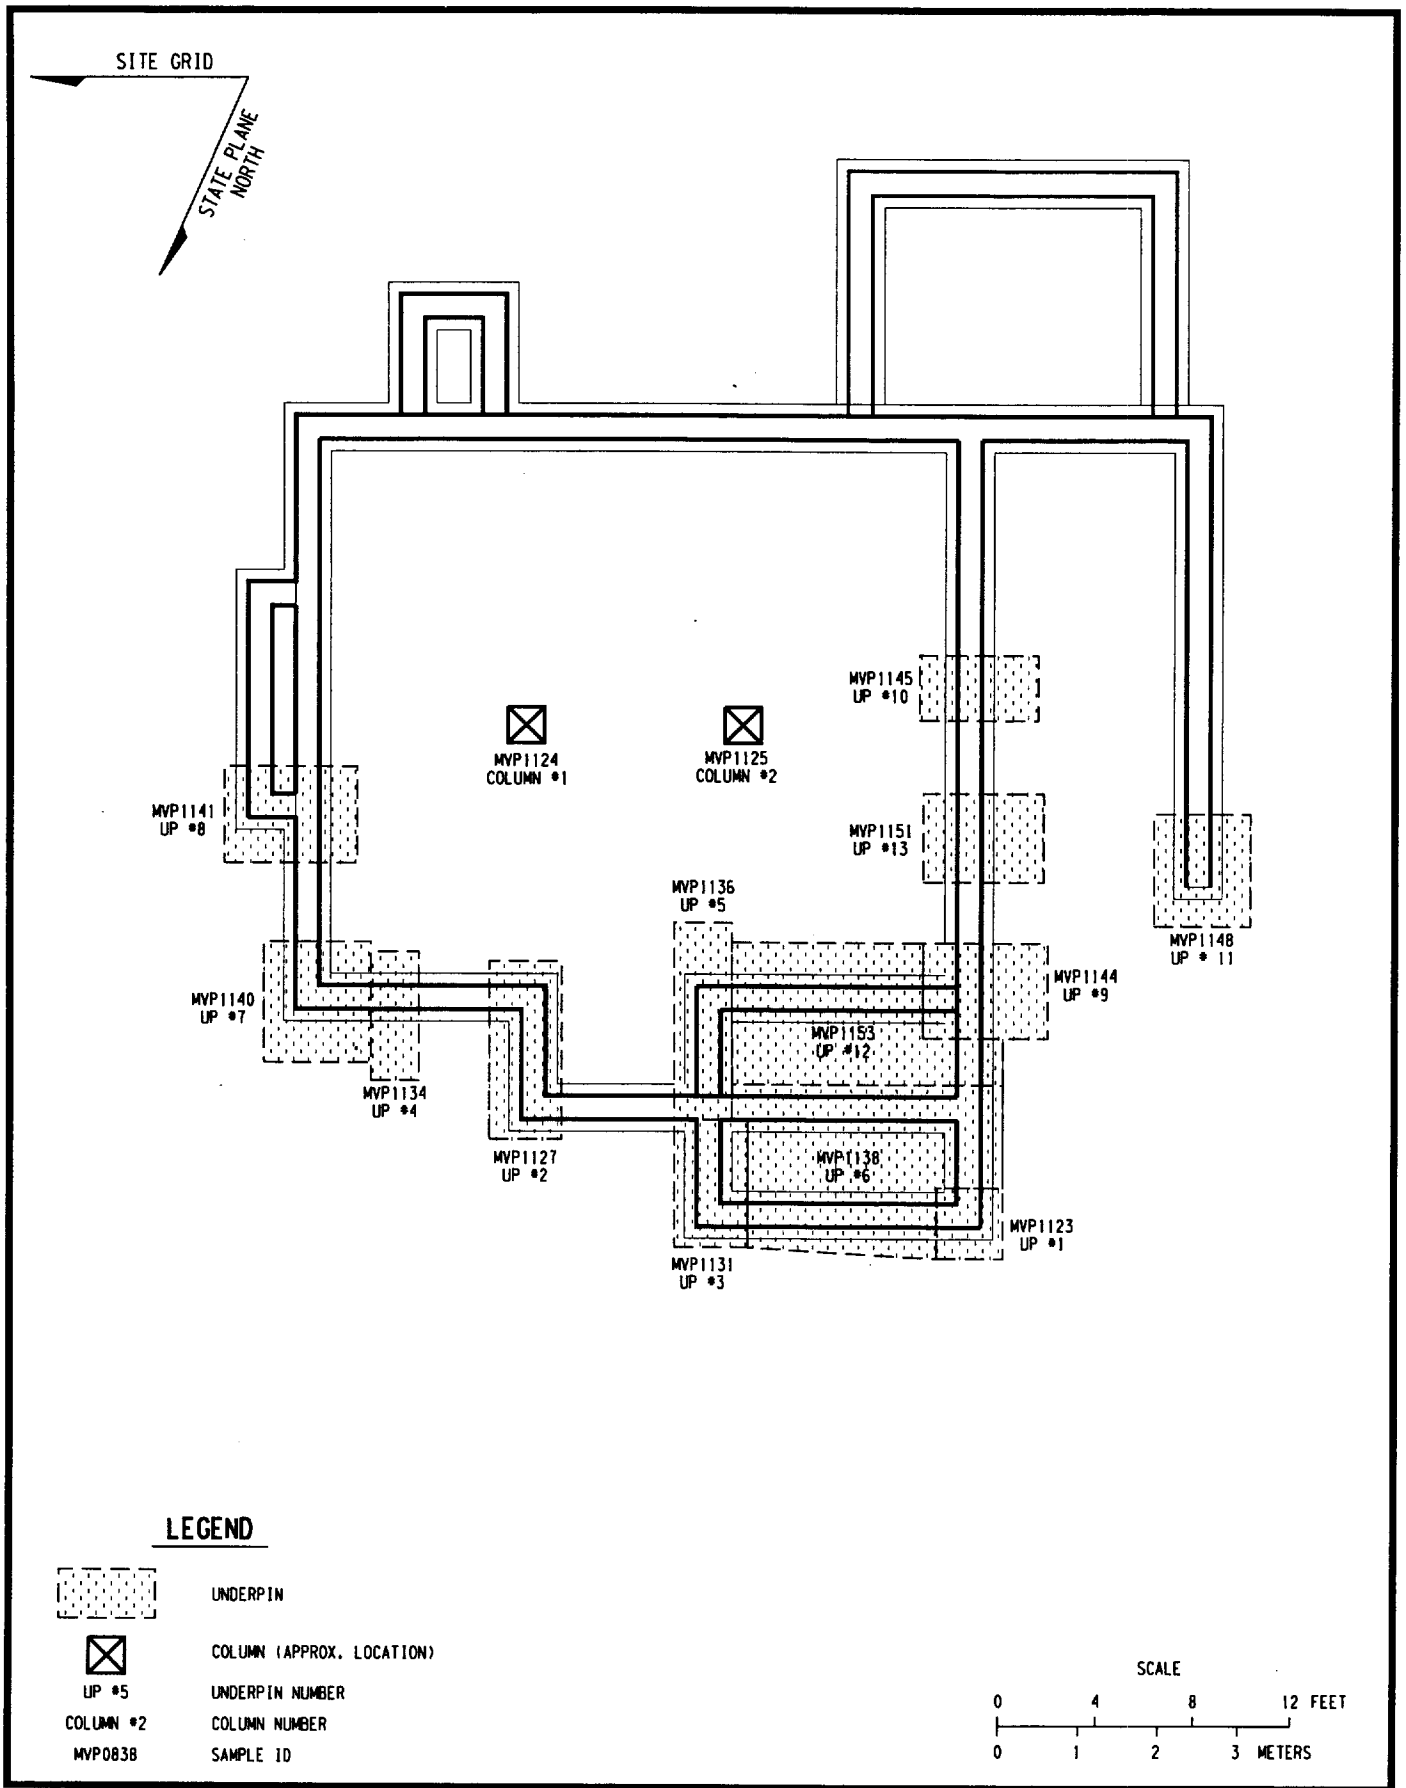 SITE GRID
STATE PLANE
NORTH
MVP1145
UP #10
MVP1124
COLUMN #1
MVP1125
COLUMN #2
MVP1141
UP #8
MVP1151
UP #13
MVP1136
UP #5
MVP1148
UP # 11
MVP1144
UP #9
MVP1140
UP #7
MVP1153
UP #12
MVP1134
UP #4
MVP1127
UP #2
MVP1138
UP #6
MVP1123
UP #1
MVP1131
UP #3
LEGEND
UNDERPIN
COLUMN (APPROX. LOCATION)
UP #5 UNDERPIN NUMBER
COLUMN #2 COLUMN NUMBER
MVP0838 SAMPLE ID
SCALE
0 4 8 12 FEET
0 1 2 3 METERS